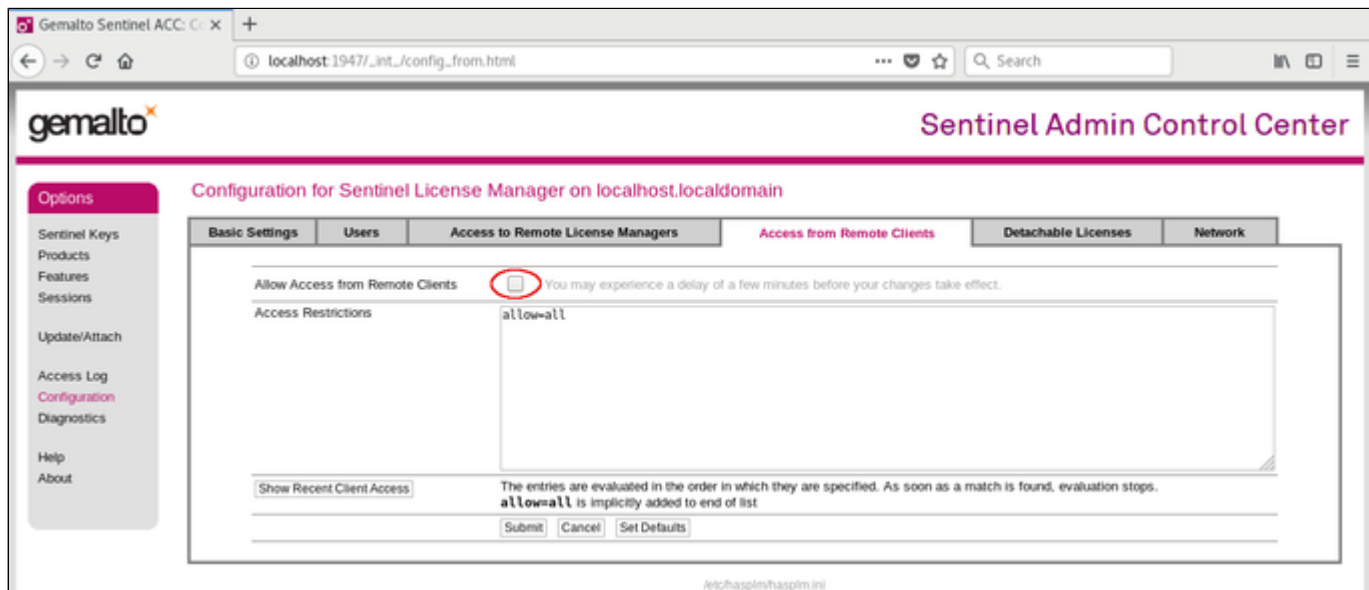 Gemalto Sentinel ACC: Co
localhost:1947/_int_/config_from.html
Search
gemalto
Sentinel Admin Control Center
Options
Sentinel Keys
Products
Features
Sessions
Update/Attach
Access Log
Configuration
Diagnostics
Help
About
Configuration for Sentinel License Manager on localhost.localdomain
Basic Settings Users Access to Remote License Managers Access from Remote Clients Detachable Licenses Network
Allow Access from Remote Clients You may experience a delay of a few minutes before your changes take effect.
Access Restrictions allow=all
Show Recent Client Access The entries are evaluated in the order in which they are specified. As soon as a match is found, evaluation stops.
allow=all is implicitly added to end of list
Submit Cancel Set Defaults
/etc/hasplm/hasplm.ini